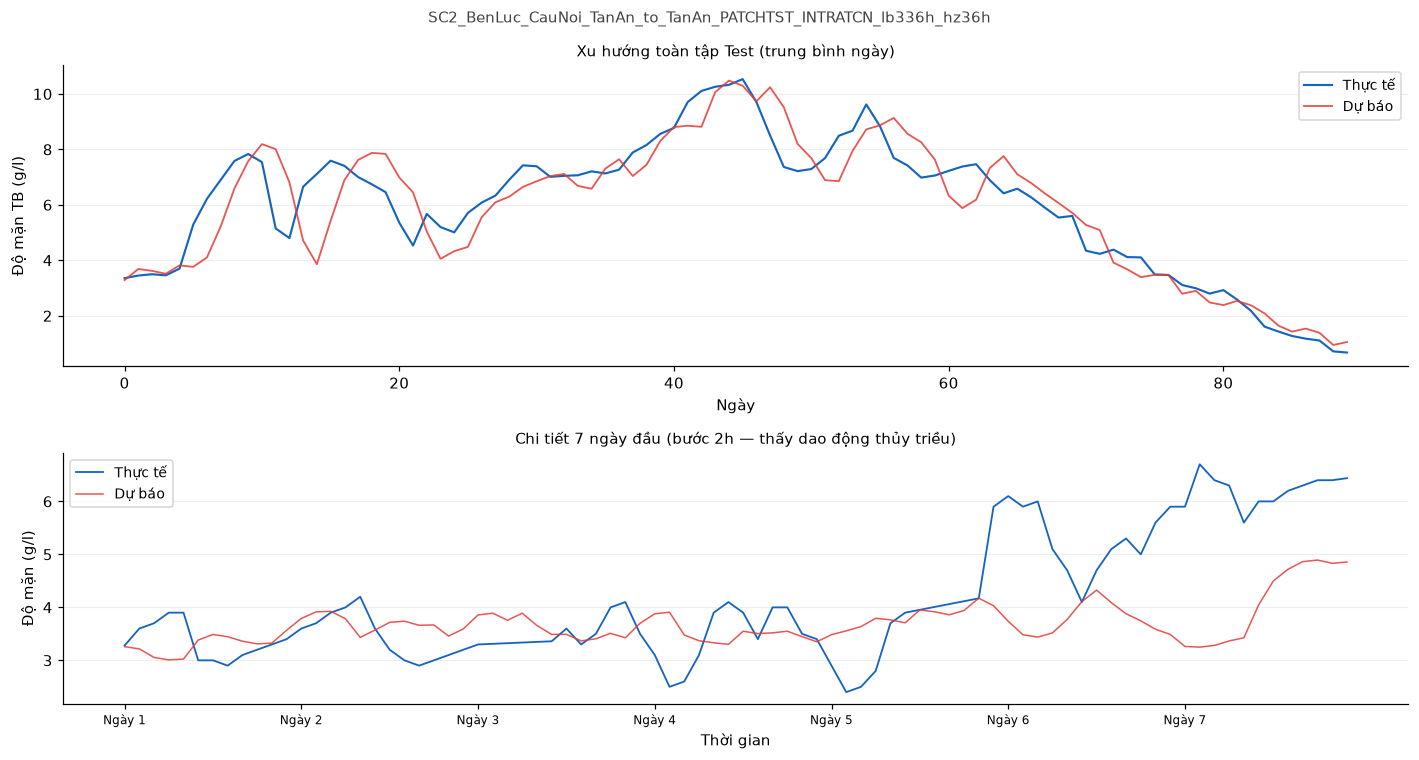 SC2_BenLuc_CauNoi_TanAn_to_TanAn_PATCHTST_INTRATCN_lb336h_hz36h
Xu hướng toàn tập Test (trung bình ngày)
Độ mặn TB (g/l)
10
8
6
4
2
Thực tế
Dự báo
0 20 40 60 80
Ngày
Chi tiết 7 ngày đầu (bước 2h — thấy dao động thủy triều)
Độ mặn (g/l)
6
5
4
3
Thực tế
Dự báo
Ngày 1 Ngày 2 Ngày 3 Ngày 4 Ngày 5 Ngày 6 Ngày 7
Thời gian